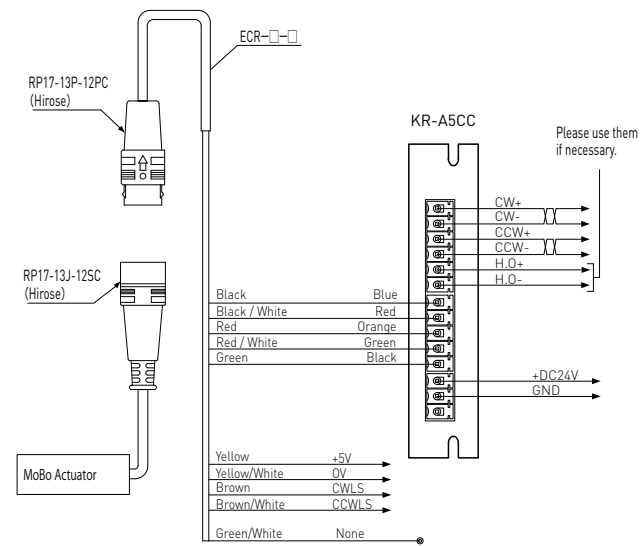 ECR-□-□
RP17-13P-12PC
(Hirose)
KR-A5CC
Please use them
if necessary.
CW+
CW-
CCW+
CCW-
H.O+
H.O-
RP17-13J-12SC
(Hirose)
Black Blue
Black / White Red
Red Orange
Red / White Green
Green Black
+DC24V
GND
MoBo Actuator
Yellow +5V
Yellow/White 0V
Brown CWLS
Brown/White CCWLS
Green/White None